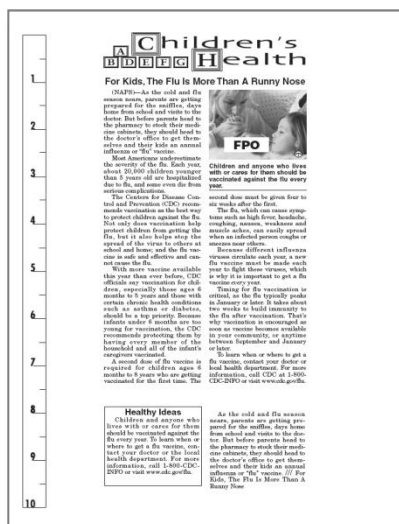 Children's
A B C D E F G H Health
For Kids, The Flu Is More Than A Runny Nose
(NAPS)—As the cold and flu
season nears, parents are getting
prepared for the sniffles, days
home from school and visits to the
doctor. But before parents head to
the pharmacy to stock their medi-
cine cabinets, they should head to
the doctor's office to get them-
selves and their kids an annual
influenza or "flu" vaccine.
Most Americans underestimate
the severity of the flu. Each year,
about 20,000 children younger
than 5 years old are hospitalized
due to flu, and some even die from
serious complications.
The Centers for Disease Con-
trol and Prevention (CDC) recom-
mends vaccination as the best way
to protect children against the flu.
Not only does vaccination help
protect children from getting the
flu, but it also helps stop the
spread of the virus to others at
school and home; and the flu vac-
cine is safe and effective and can-
not cause the flu.
With more vaccine available
this year than ever before, CDC
officials say vaccination for chil-
dren, especially those ages 6
months to 5 years and those with
certain chronic health conditions
such as asthma or diabetes,
should be a top priority. Because
infants under 6 months are too
young for vaccination, the CDC
recommends protecting them by
having every member of the
household and all of the infant's
caregivers vaccinated.
A second dose of flu vaccine is
required for children ages 6
months to 8 years who are getting
vaccinated for the first time. The
FPO
Children and anyone who lives
with or cares for them should be
vaccinated against the flu every
year.
second dose must be given four to
six weeks after the first.
The flu, which can cause symp-
toms such as high fever, headache,
coughing, nausea, weakness and
muscle aches, can easily spread
when an infected person coughs or
sneezes near others.
Because different influenza
viruses circulate each year, a new
flu vaccine must be made each
year to fight those viruses, which
is why it is important to get a flu
vaccine every year.
Timing for flu vaccination is
critical, as the flu typically peaks
in January or later. It takes about
two weeks to build immunity to
the flu after vaccination. That's
why vaccination is encouraged as
soon as vaccine becomes available
in your community, or anytime
between September and January
or later.
To learn when or where to get a
flu vaccine, contact your doctor or
local health department. For more
information, call CDC at 1-800-
CDC-INFO or visit www.cdc.gov/flu.
Healthy Ideas
Children and anyone who
lives with or cares for them
should be vaccinated against the
flu every year. To learn when or
where to get a flu vaccine, con-
tact your doctor or the local
health department. For more
information, call 1-800-CDC-
INFO or visit www.cdc.gov/flu.
As the cold and flu season
nears, parents are getting pre-
pared for the sniffles, days home
from school and visits to the doc-
tor. But before parents head to
the pharmacy to stock their medi-
cine cabinets, they should head to
the doctor's office to get them-
selves and their kids an annual
influenza or "flu" vaccine. /// For
Kids, The Flu Is More Than A
Runny Nose
1
2
3
4
5
6
7
8
9
10